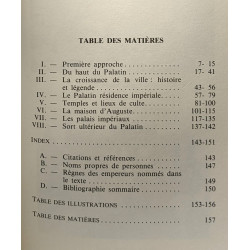 TABLE DES MATIÈRES
I. — Première approche 7- 15
II. — Du haut du Palatin 17- 41
III. — La croissance de la ville : histoire et
légende 43- 56
IV. — Le Palatin résidence impériale 57- 79
V. — Temples et lieux de culte 81-100
VI. — La maison d'Auguste 101-115
VII. — Les palais impériaux 117-135
VIII. — Sort ultérieur du Palatin 137-142
INDEX 143-151
A. — Citations et références 143
B. — Noms propres de personnes 147
C. — Règnes des empereurs nommés dans
le texte 149
D. — Bibliographie sommaire 150
TABLE DES ILLUSTRATIONS 153-156
TABLE DES MATIÈRES 157